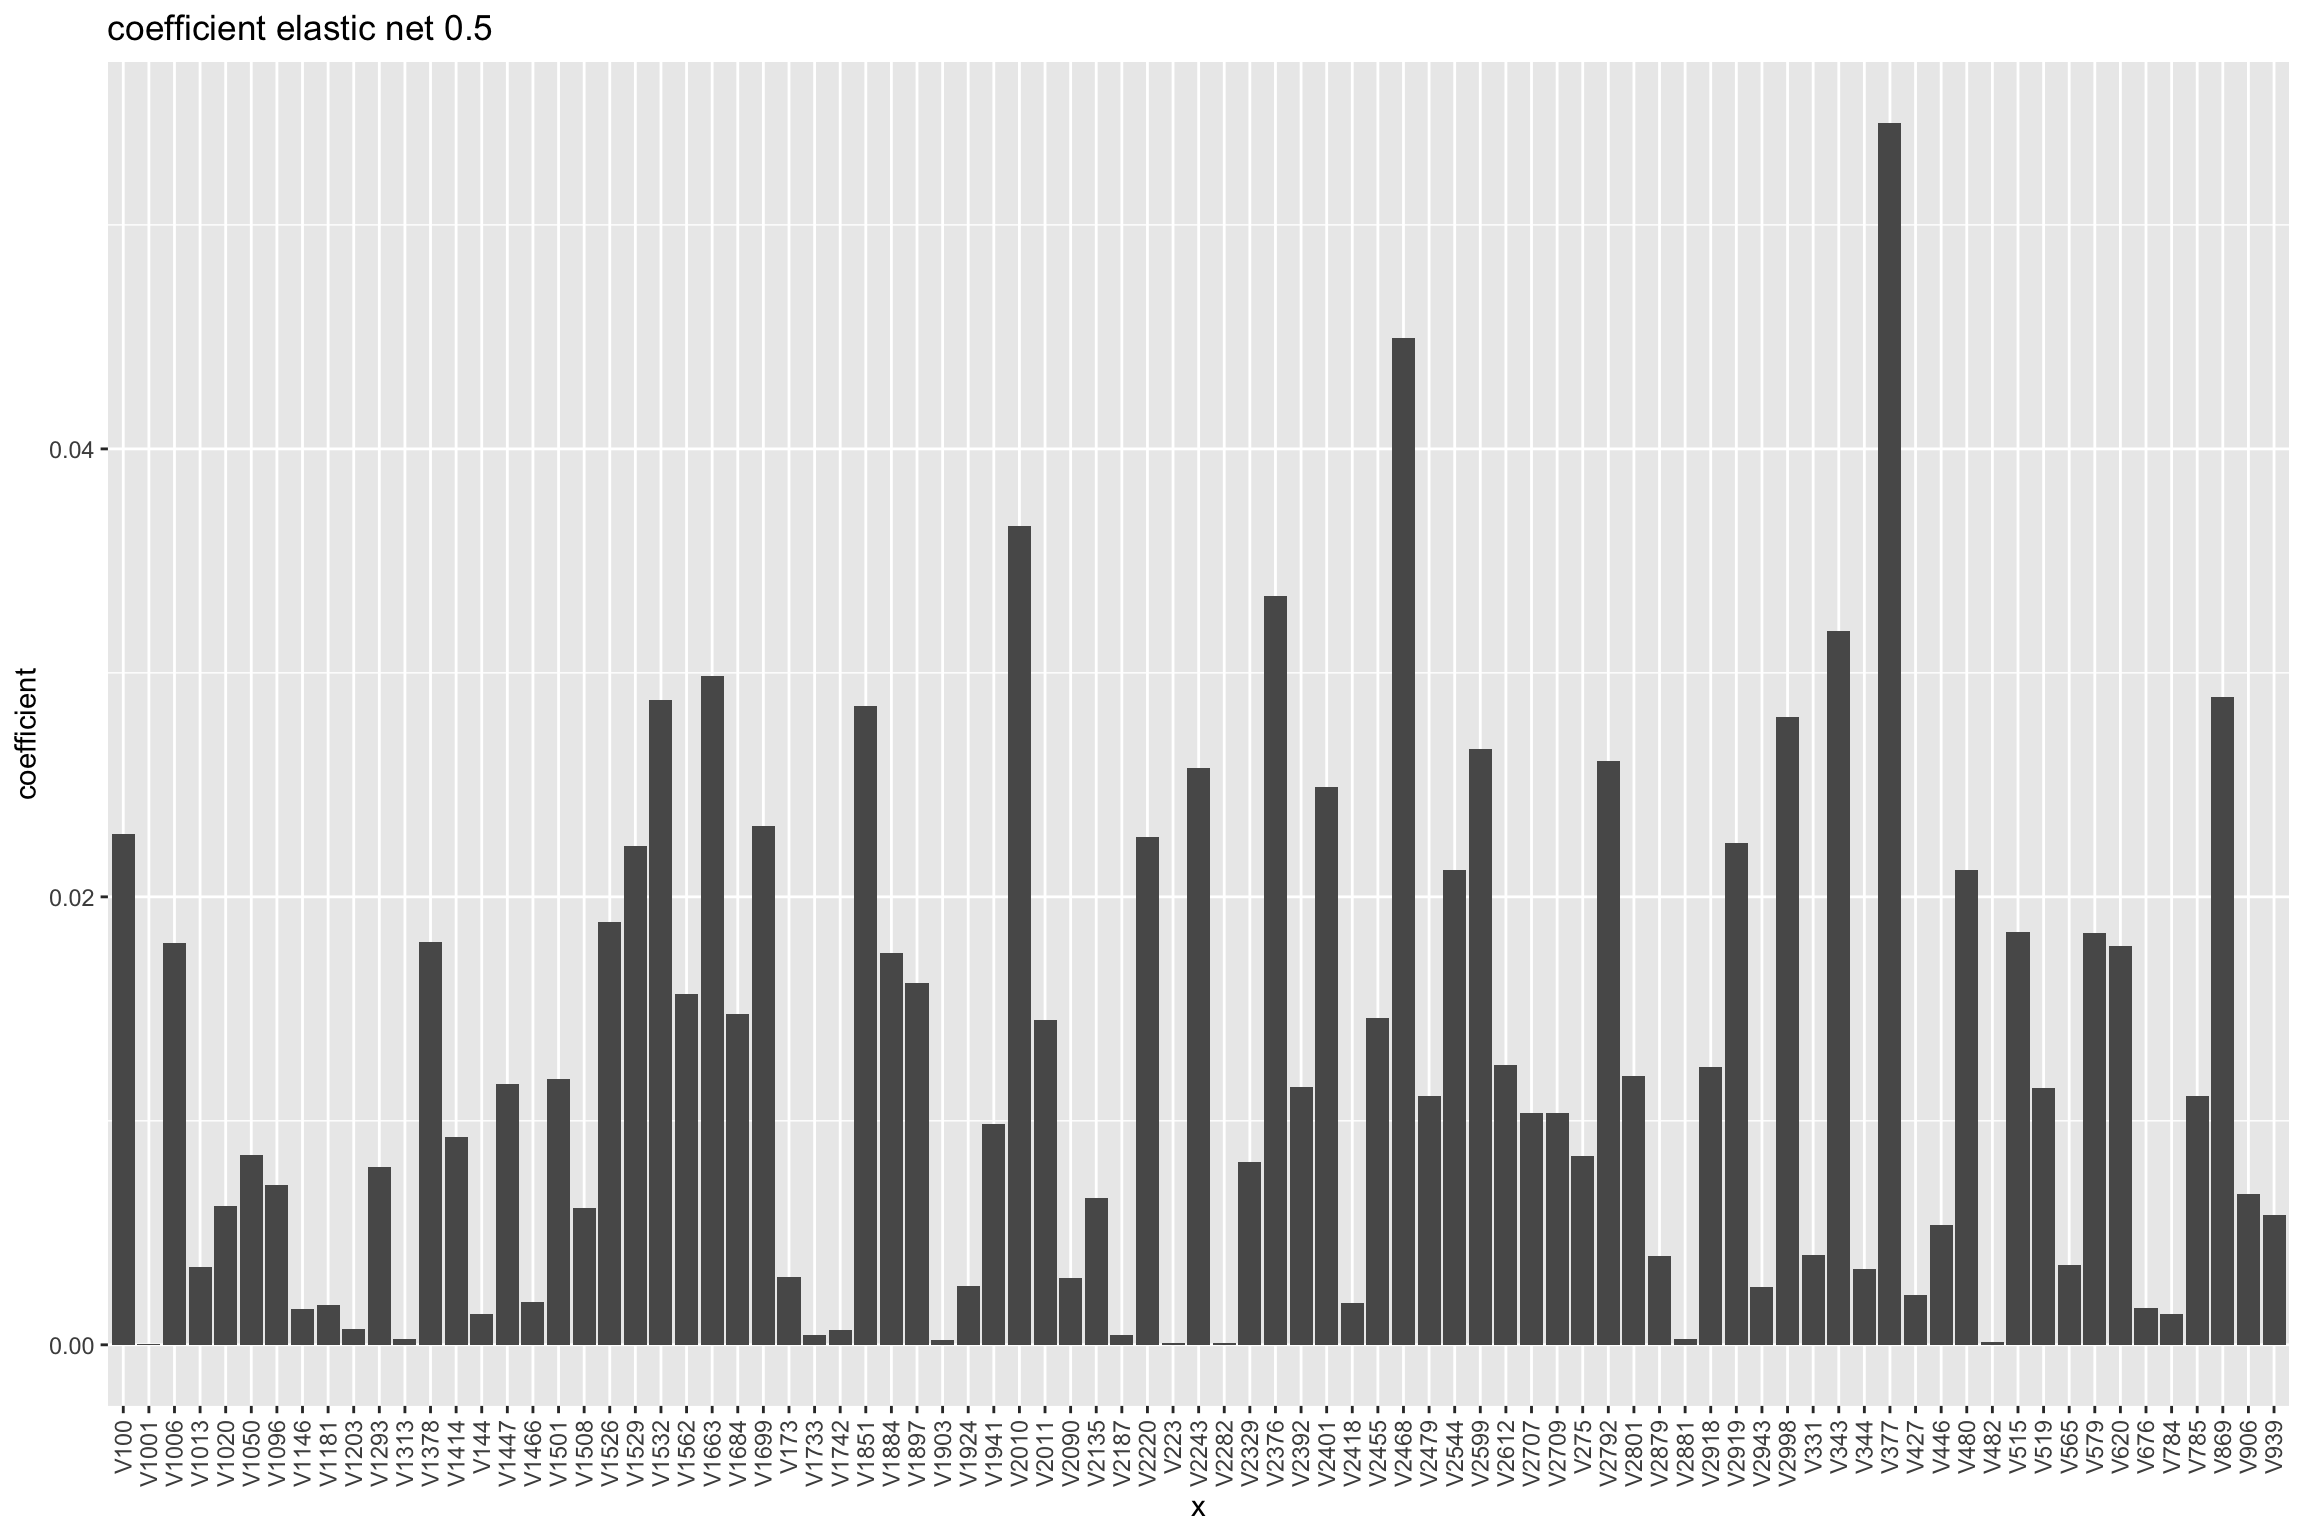 coefficient elastic net 0.5
coefficient
0.04
0.02
0.00
V100 V1001 V1006 V1013 V1020 V1050 V1096 V1146 V1181 V1203 V1293 V1313 V1378 V1414 V144 V1447 V1466 V1501 V1508 V1526 V1529 V1532 V1562 V1663 V1684 V1699 V173 V1733 V1742 V1851 V1884 V1897 V1903 V1924 V1941 V2010 V2011 V2090 V2135 V2187 V2220 V223 V2243 V2282 V2329 V2376 V2392 V2401 V2418 V2455 V2468 V2479 V2544 V2599 V2612 V2707 V2709 V275 V2792 V2801 V2879 V2881 V2918 V2919 V2943 V2998 V331 V343 V344 V377 V427 V446 V480 V482 V515 V519 V565 V579 V620 V676 V784 V785 V869 V906 V939
x